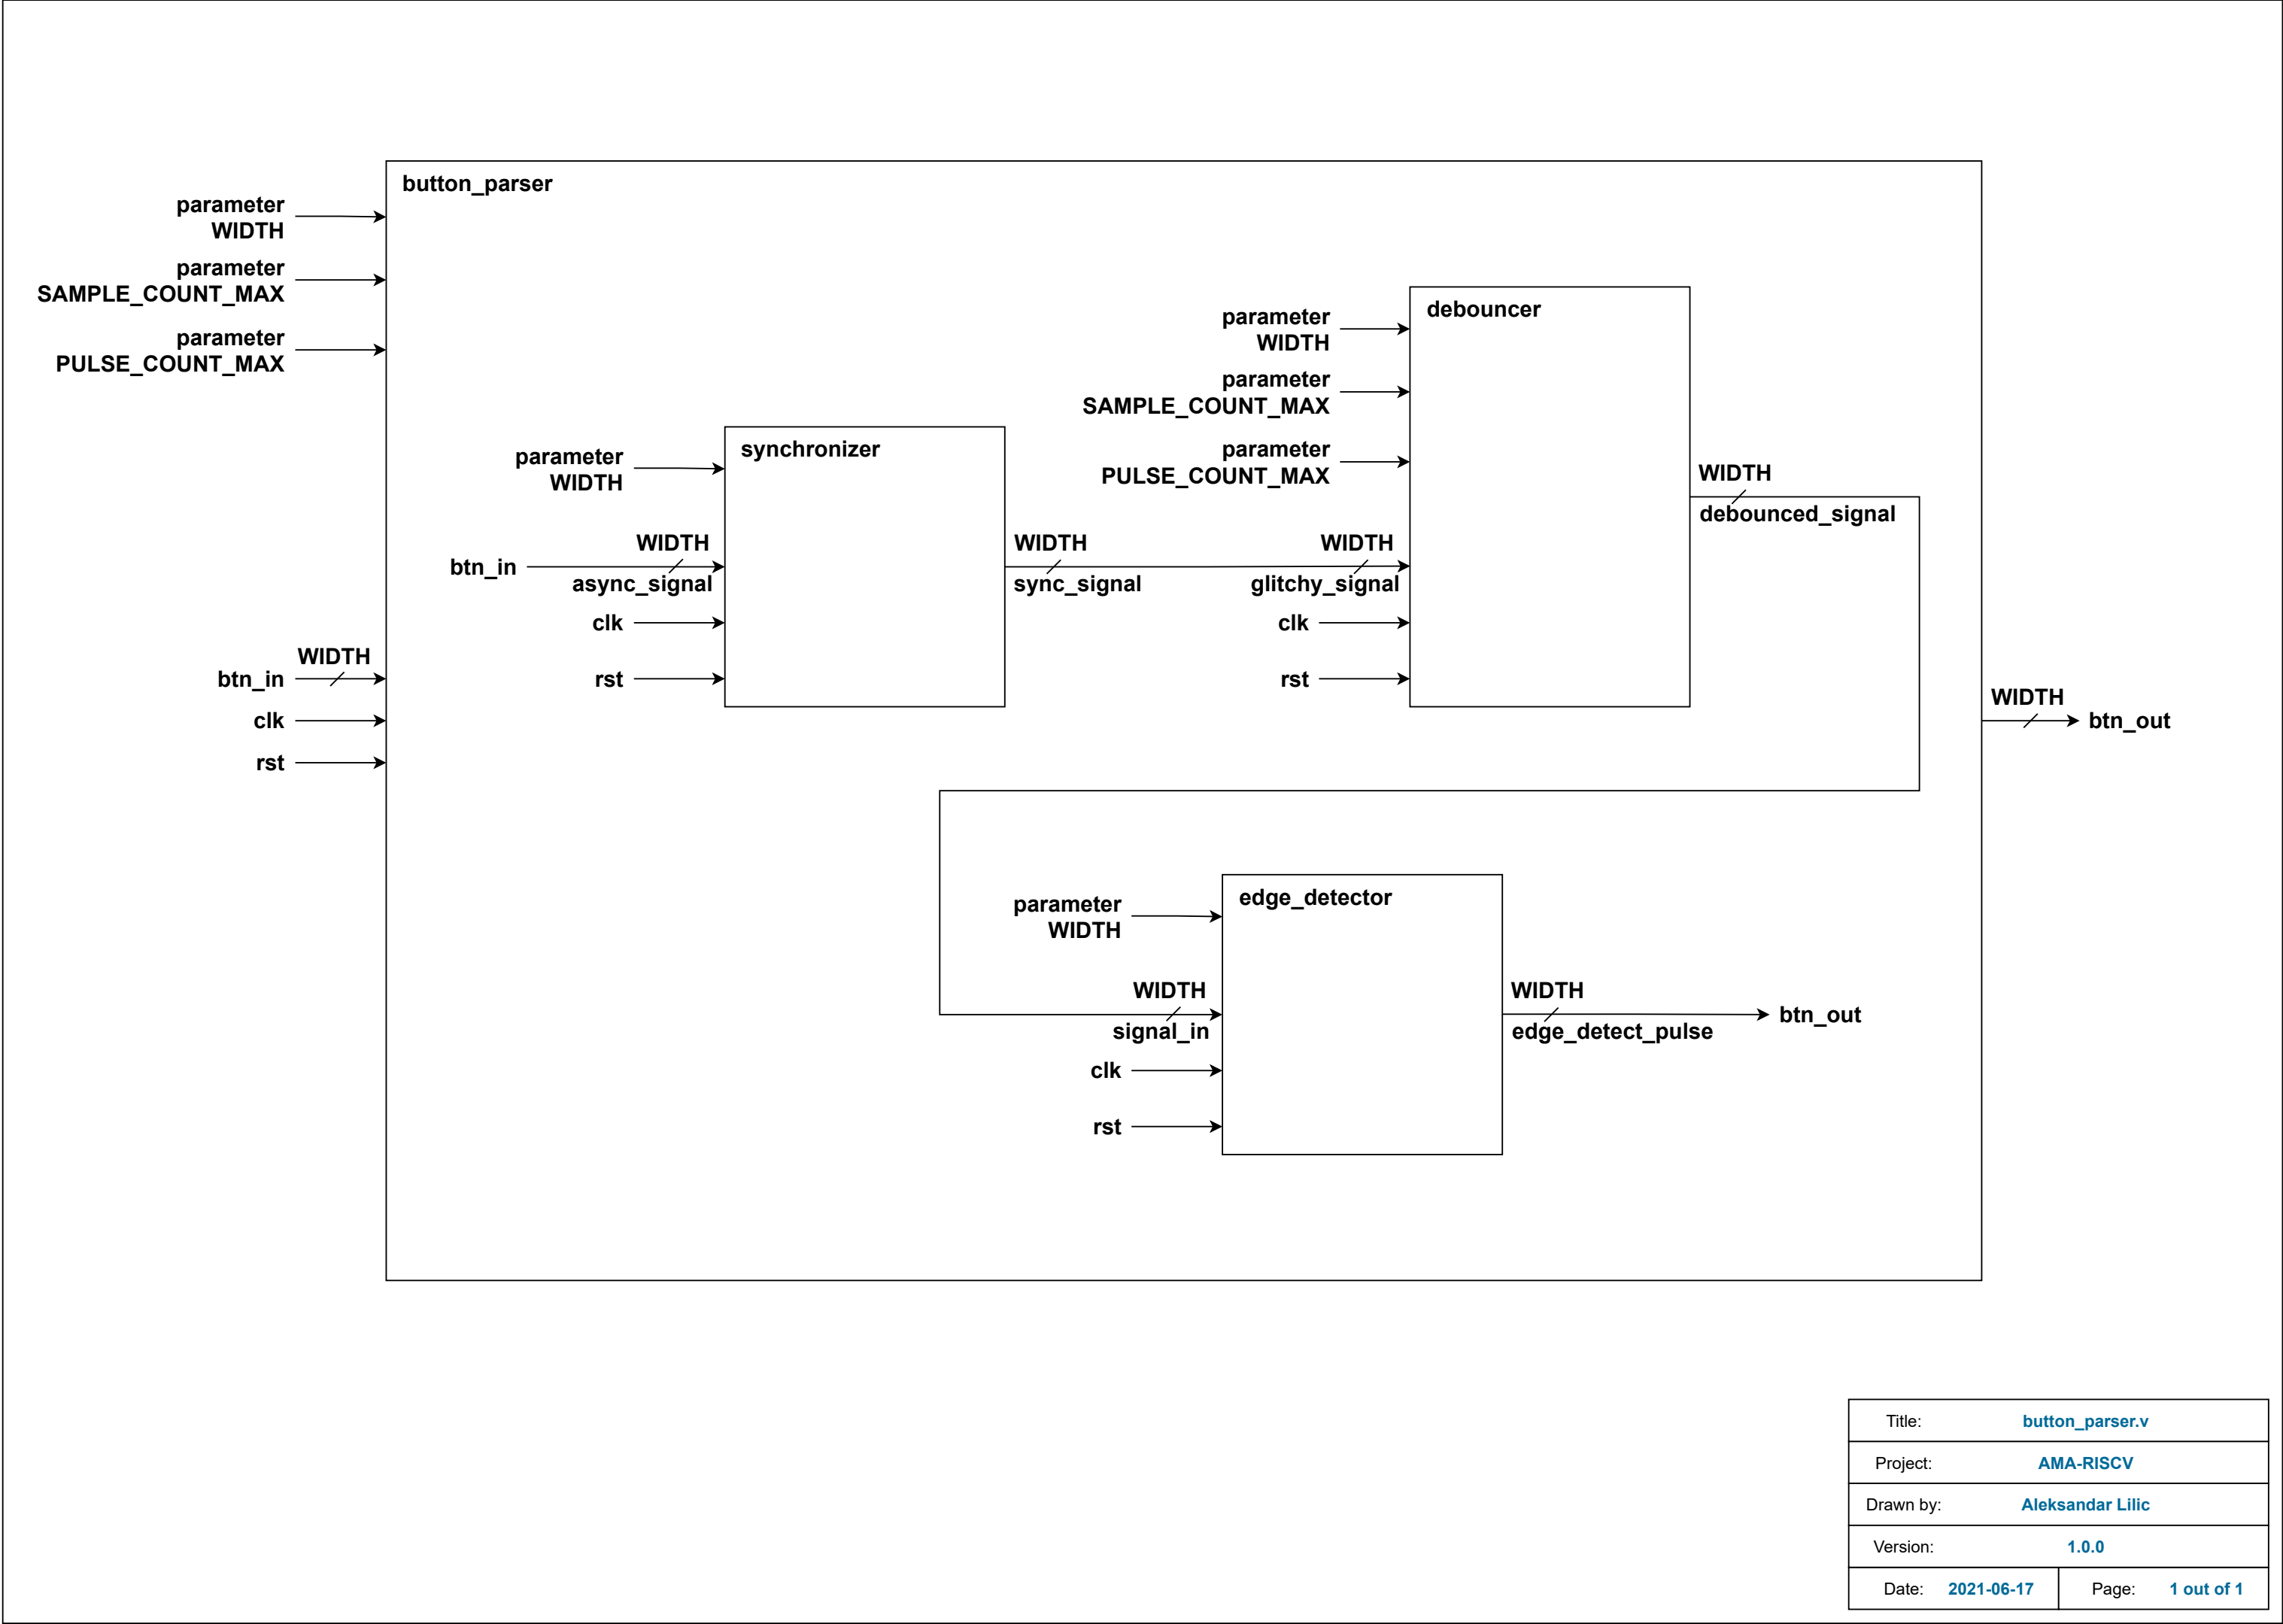 button_parser
parameter
WIDTH
parameter
SAMPLE_COUNT_MAX
parameter
PULSE_COUNT_MAX
btn_in
WIDTH
clk
rst
synchronizer
parameter
WIDTH
btn_in
WIDTH
async_signal
clk
rst
WIDTH
sync_signal
debouncer
parameter
WIDTH
parameter
SAMPLE_COUNT_MAX
parameter
PULSE_COUNT_MAX
WIDTH
glitchy_signal
clk
rst
WIDTH
debounced_signal
edge_detector
parameter
WIDTH
WIDTH
signal_in
clk
rst
WIDTH
edge_detect_pulse
btn_out
WIDTH
btn_out
Title: button_parser.v
Project: AMA-RISCV
Drawn by: Aleksandar Lilic
Version: 1.0.0
Date: 2021-06-17 Page: 1 out of 1